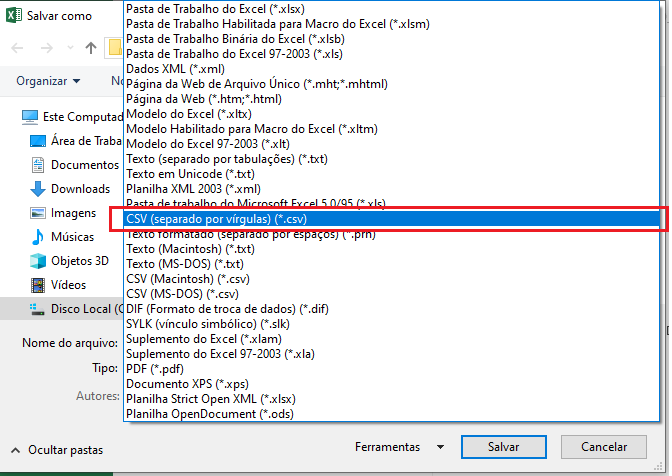 Salvar como
Pasta de Trabalho do Excel (*.xlsx)
Pasta de Trabalho Habilitada para Macro do Excel (*.xlsm)
Pasta de Trabalho Binária do Excel (*.xlsb)
Pasta de Trabalho do Excel 97-2003 (*.xls)
Dados XML (*.xml)
Página da Web de Arquivo Único (*.mht;*.mhtml)
Página da Web (*.htm;*.html)
Modelo do Excel (*.xltx)
Modelo Habilitado para Macro do Excel (*.xltm)
Modelo do Excel 97-2003 (*.xlt)
Texto (separado por tabulações) (*.txt)
Texto em Unicode (*.txt)
Planilha XML 2003 (*.xml)
Pasta de trabalho do Microsoft Excel 5.0/95 (*.xls)
CSV (separado por vírgulas) (*.csv)
Texto formatado (separado por espaços) (*.prn)
Texto (Macintosh) (*.txt)
Texto (MS-DOS) (*.txt)
CSV (Macintosh) (*.csv)
CSV (MS-DOS) (*.csv)
DIF (Formato de troca de dados) (*.dif)
SYLK (vínculo simbólico) (*.slk)
Suplemento do Excel (*.xlam)
Suplemento do Excel 97-2003 (*.xla)
PDF (*.pdf)
Documento XPS (*.xps)
Planilha Strict Open XML (*.xlsx)
Planilha OpenDocument (*.ods)
Organizar
No
Este Computad
Área de Traba
Documentos
Downloads
Imagens
Músicas
Objetos 3D
Vídeos
Disco Local (C
Nome do arquivo:
Tipo:
Autores:
Ocultar pastas
Ferramentas
Salvar
Cancelar